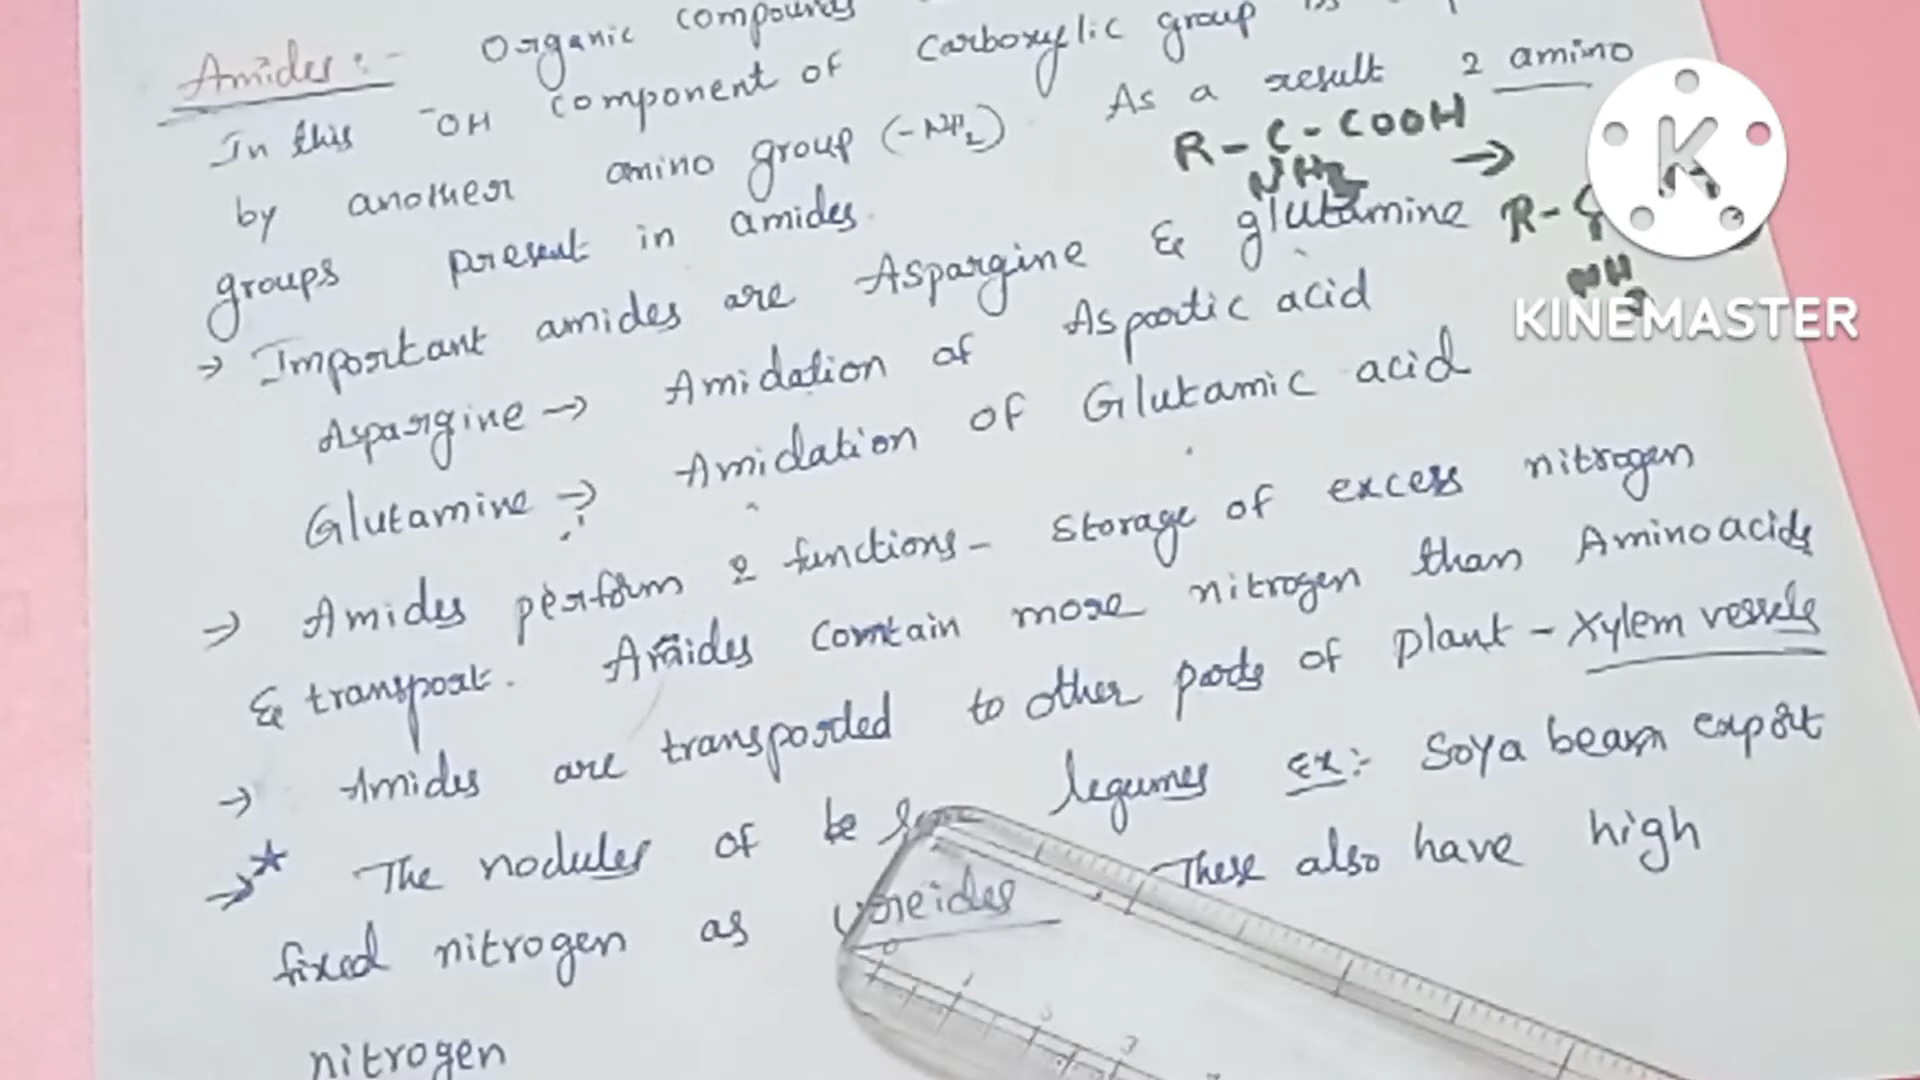 Amides :- Organic compounds
In this -OH component of Carboxylic group is
by another amino group (-NH2) As a result 2 amino
R-C-COOH →
NH2
R-C
NH2
groups present in amides.
→ Important amides are Aspargine & glutamine
Aspargine → Amidation of Aspartic acid
Glutamine → Amidation of Glutamic acid
→ Amides perform 2 functions - Storage of excess nitrogen
& transport. Amides contain more nitrogen than Amino acids
→ Amides are transported to other parts of plant - Xylem vessels
→* The nodules of legumes Ex:- Soya bean export
fixed nitrogen as Ureides These also have high
nitrogen
K
KINEMASTER